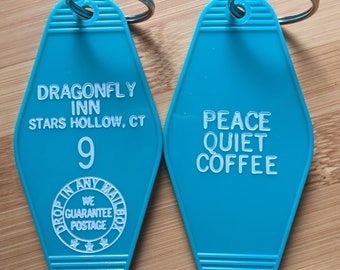 DRAGONFLY
INN
STARS HOLLOW, CT
9
DROP IN ANY MAILBOX
WE
GUARANTEE
POSTAGE
PEACE
QUIET
COFFEE